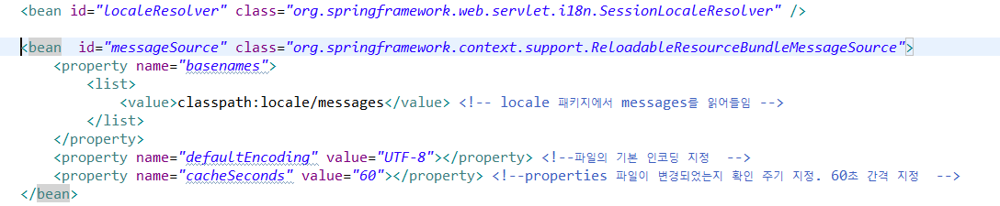 <bean id="localeResolver" class="org.springframework.web.servlet.i18n.SessionLocaleResolver" />
<bean  id="messageSource" class="org.springframework.context.support.ReloadableResourceBundleMessageSource">
<property name="basenames">
<list>
<value>classpath:locale/messages</value> <!-- locale 패키지에서 messages를 읽어들임 -->
</list>
</property>
<property name="defaultEncoding" value="UTF-8"></property> <!--파일의 기본 인코딩 지정  -->
<property name="cacheSeconds" value="60"></property> <!--properties 파일이 변경되었는지 확인 주기 지정. 60초 간격 지정  -->
</bean>